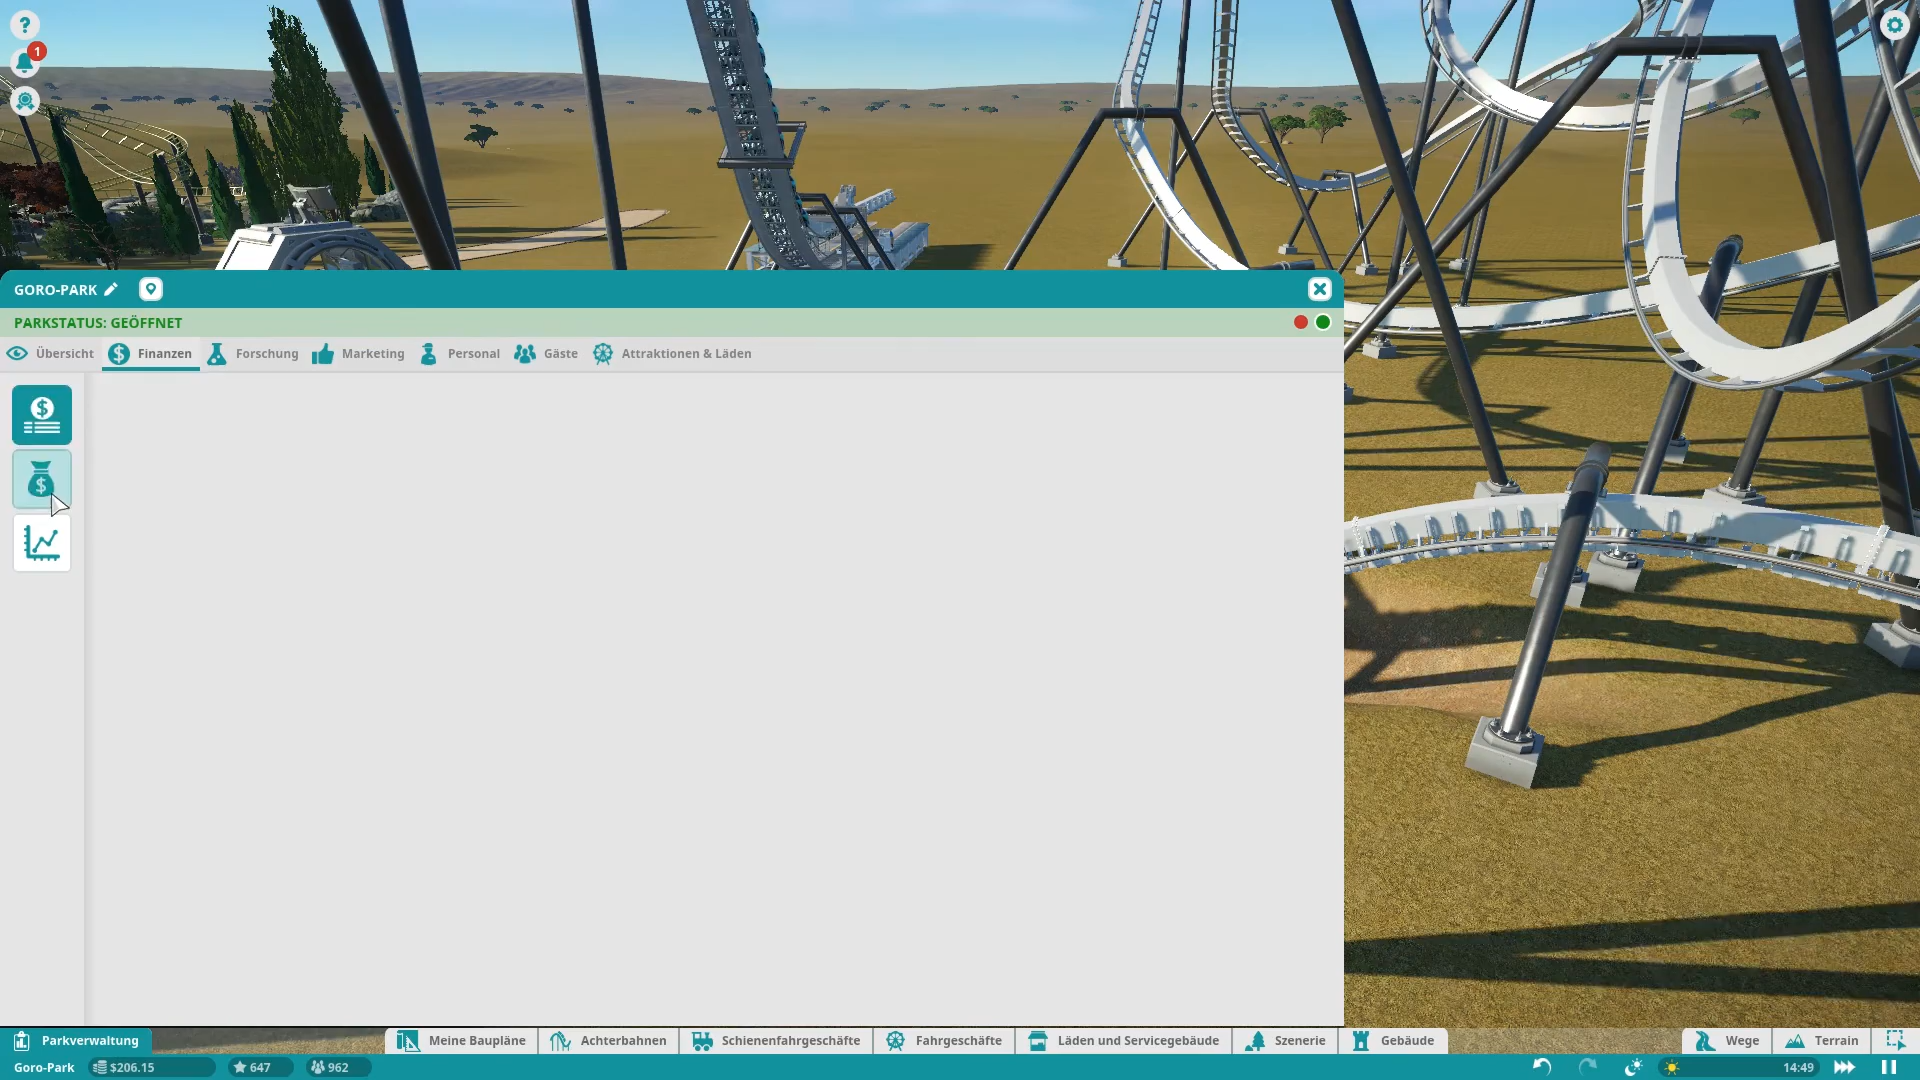 ?
1
GORO-PARK
PARKSTATUS: GEÖFFNET
Übersicht
Finanzen
Forschung
Marketing
Personal
Gäste
Attraktionen & Läden
Parkverwaltung
Meine Baupläne
Achterbahnen
Schienenfahrgeschäfte
Fahrgeschäfte
Läden und Servicegebäude
Szenerie
Gebäude
Wege
Terrain
Goro-Park
$206.15
647
962
14:49